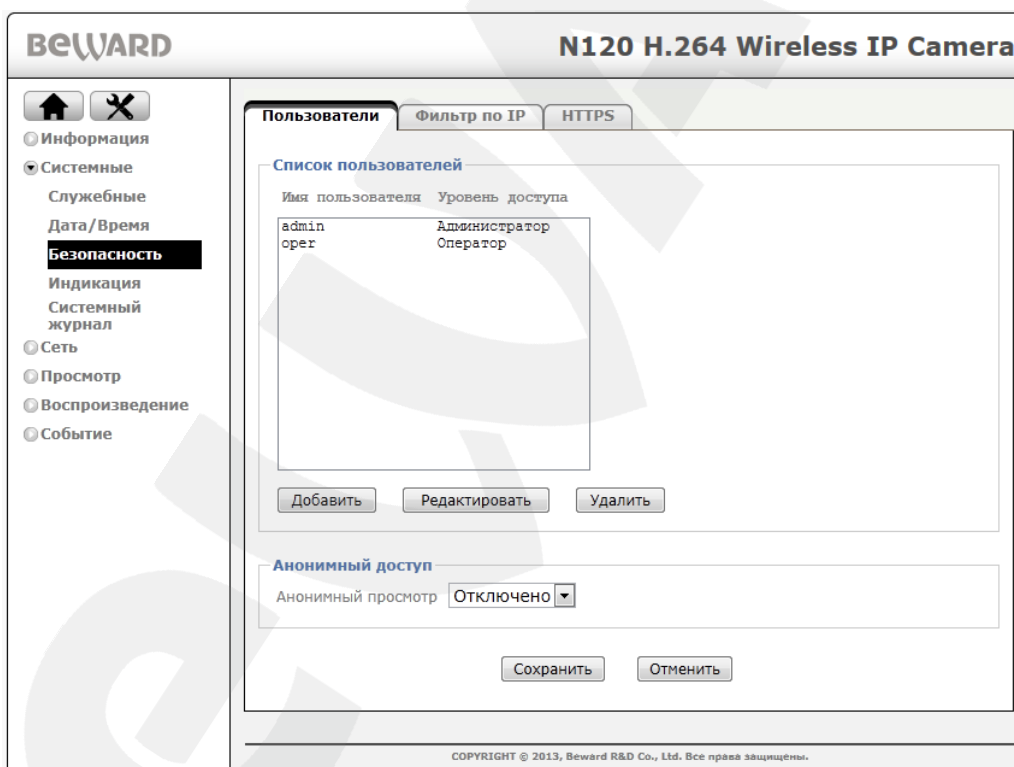 BEWARD
N120 H.264 Wireless IP Camera
Информация
Системные
Служебные
Дата/Время
Безопасность
Индикация
Системный
журнал
Сеть
Просмотр
Воспроизведение
Событие
Пользователи Фильтр по IP HTTPS
Список пользователей
Имя пользователя Уровень доступа
admin Администратор
oper Оператор
Добавить Редактировать Удалить
Анонимный доступ
Анонимный просмотр Отключено
Сохранить Отменить
COPYRIGHT © 2013, Beward R&D Co., Ltd. Все права защищены.